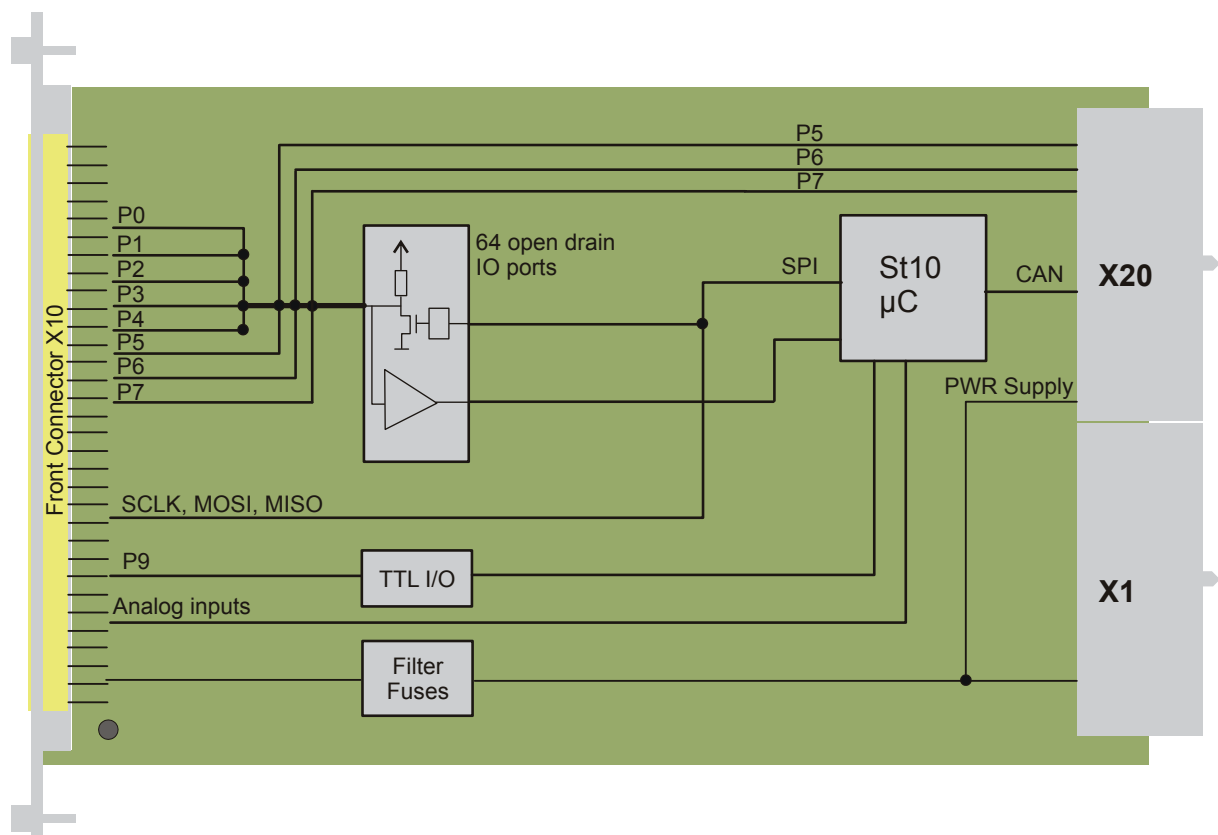 P5
P6
P7
P0
P1
P2
P3
P4
P5
P6
P7
64 open drain
IO ports
SPI
St10
µC
CAN
X20
PWR Supply
Front Connector X10
SCLK, MOSI, MISO
P9
TTL I/O
Analog inputs
X1
Filter
Fuses